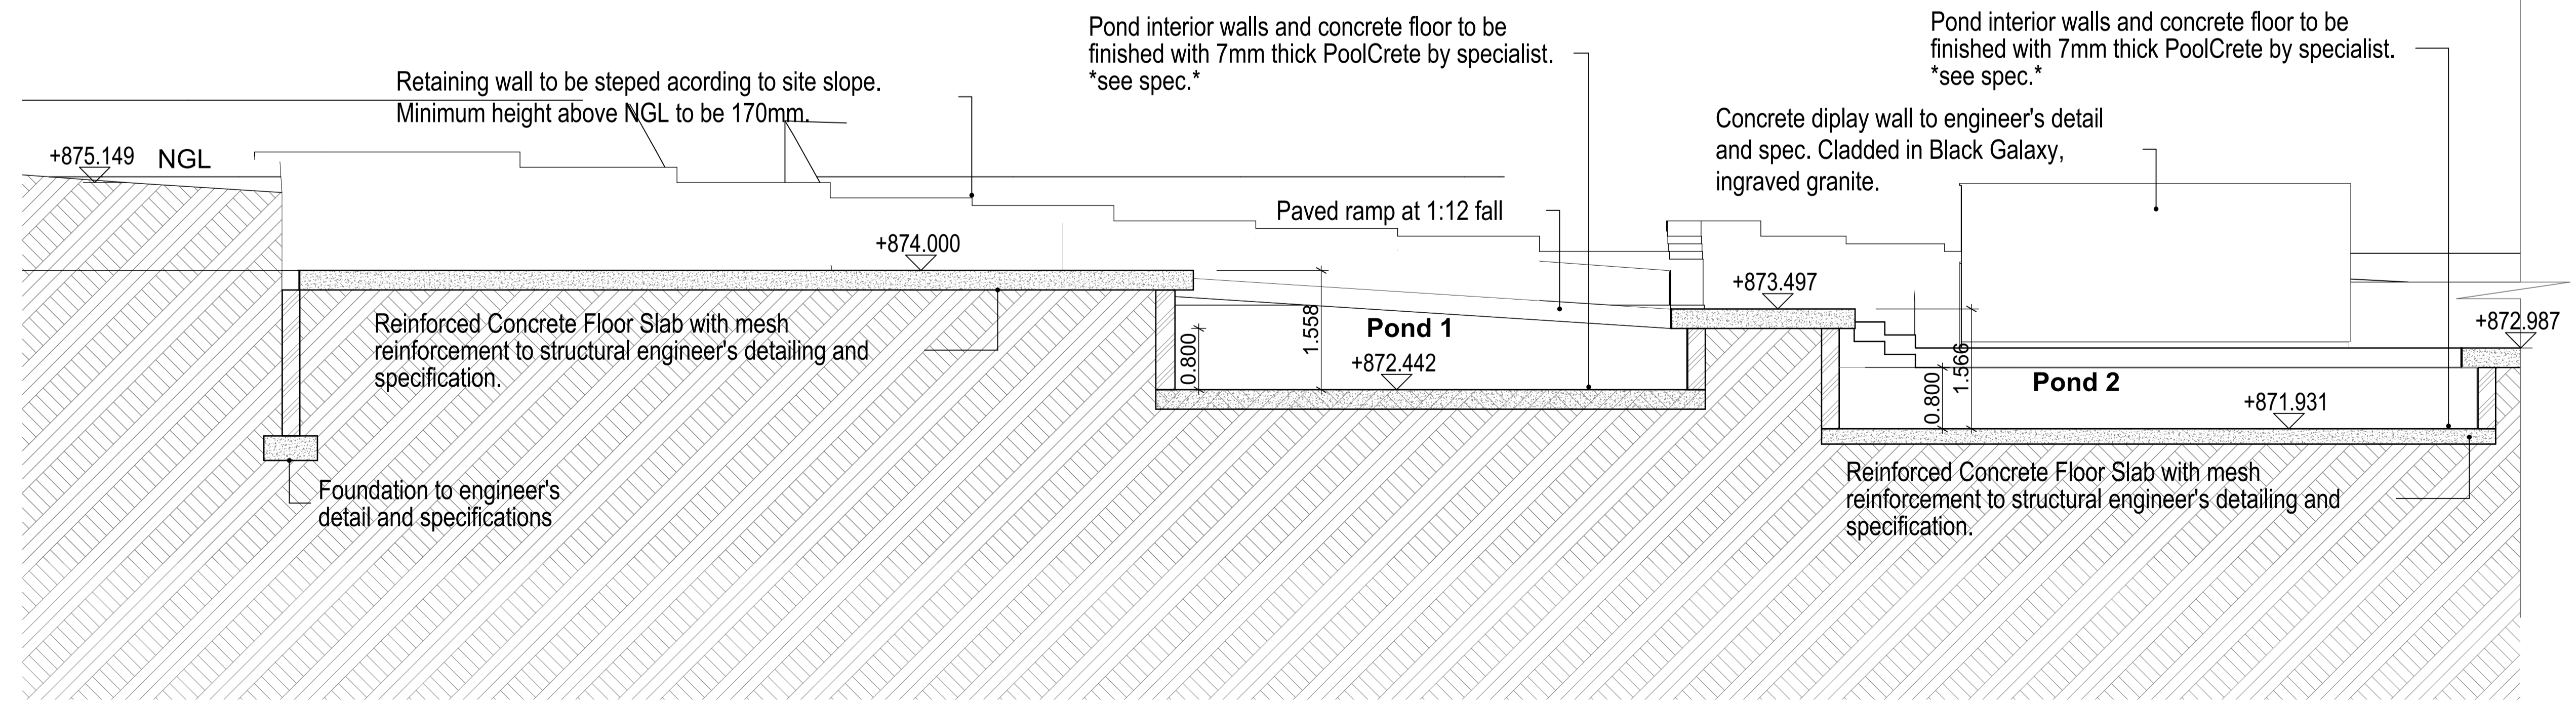 Pond interior walls and concrete floor to be
finished with 7mm thick PoolCrete by specialist.
*see spec.*
Pond interior walls and concrete floor to be
finished with 7mm thick PoolCrete by specialist.
*see spec.*
Retaining wall to be steped acording to site slope.
Minimum height above NGL to be 170mm.
Concrete diplay wall to engineer's detail
and spec. Cladded in Black Galaxy,
ingraved granite.
+875.149
NGL
Paved ramp at 1:12 fall
+874.000
+873.497
+872.987
Reinforced Concrete Floor Slab with mesh
reinforcement to structural engineer's detailing and
specification.
0.800
1.558
Pond 1
+872.442
0.800
1.566
Pond 2
+871.931
Foundation to engineer's
detail and specifications
Reinforced Concrete Floor Slab with mesh
reinforcement to structural engineer's detailing and
specification.